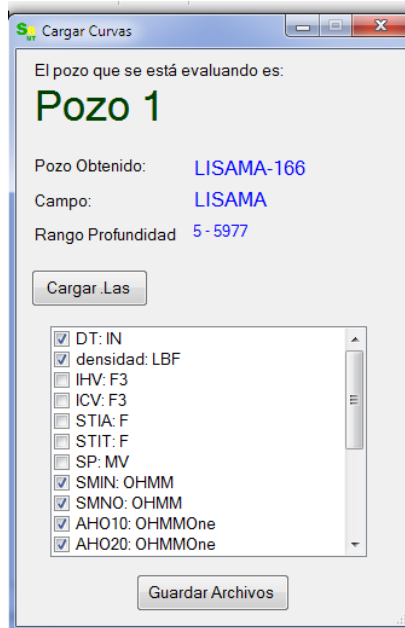 S UT Cargar Curvas
El pozo que se está evaluando es:
Pozo 1
Pozo Obtenido: LISAMA-166
Campo: LISAMA
Rango Profundidad 5 - 5977
Cargar .Las
DT: IN
densidad: LBF
IHV: F3
ICV: F3
STIA: F
STIT: F
SP: MV
SMIN: OHMM
SMNO: OHMM
AHO10: OHMMOne
AHO20: OHMMOne
Guardar Archivos